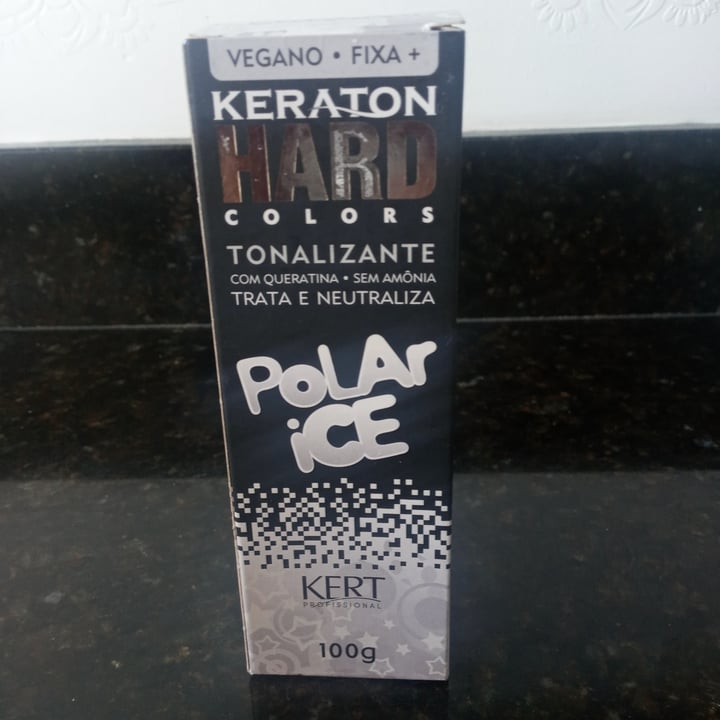 VEGANO • FIXA +
KERATON
HARD
COLORS
TONALIZANTE
COM QUERATINA • SEM AMÔNIA
TRATA E NEUTRALIZA
POLAr
iCE
KERT
PROFISSIONAL
100g